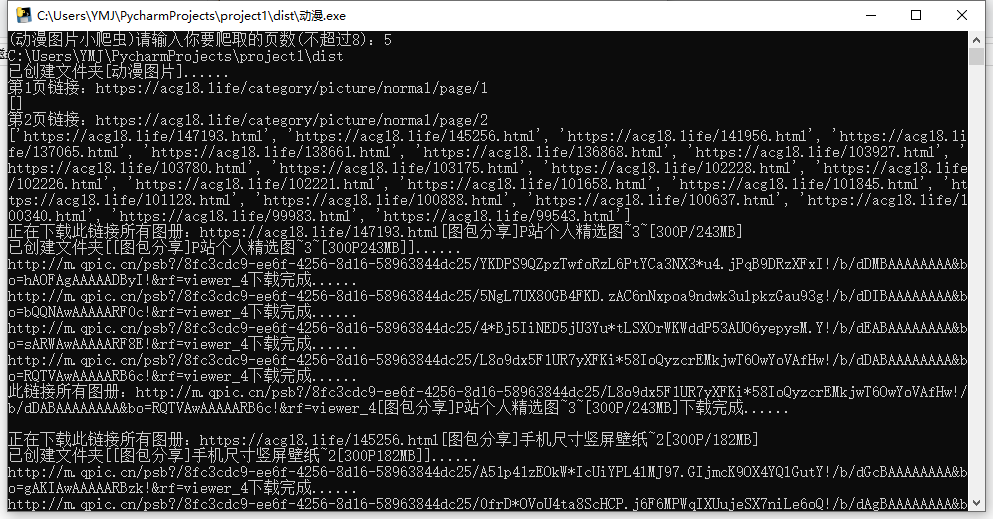 C:\Users\YMJ\PycharmProjects\project1\dist\动漫.exe
(动漫图片小爬虫)请输入你要爬取的页数(不超过8): 5
C:\Users\YMJ\PycharmProjects\project1\dist
已创建文件夹[动漫图片]......
第1页链接: https://acg18.life/category/picture/normal/page/1
[]
第2页链接: https://acg18.life/category/picture/normal/page/2
['https://acg18.life/147193.html', 'https://acg18.life/145256.html', 'https://acg18.life/141956.html', 'https://acg18.li
fe/137065.html', 'https://acg18.life/138661.html', 'https://acg18.life/136868.html', 'https://acg18.life/103927.html', '
https://acg18.life/103780.html', 'https://acg18.life/103175.html', 'https://acg18.life/102228.html', 'https://acg18.life
/102226.html', 'https://acg18.life/102221.html', 'https://acg18.life/101658.html', 'https://acg18.life/101845.html', 'ht
tps://acg18.life/101128.html', 'https://acg18.life/100888.html', 'https://acg18.life/100637.html', 'https://acg18.life/1
00340.html', 'https://acg18.life/99983.html', 'https://acg18.life/99543.html']
正在下载此链接所有图册: https://acg18.life/147193.html[图包分享]P站个人精选图~3~[300P/243MB]
已创建文件夹[[图包分享]P站个人精选图~3~[300P243MB]]......
http://m.qpic.cn/psb?/8fc3cdc9-ee6f-4256-8d16-58963844dc25/YKDPS9QZpzTwfoRzL6PtYCa3NX3*u4.jPqB9DRzXFxI!/b/dDMBAAAAAAAA&b
o=hAOFAgAAAAADByI!&rf=viewer_4下载完成......
http://m.qpic.cn/psb?/8fc3cdc9-ee6f-4256-8d16-58963844dc25/5NgL7UX80GB4FKD.zAC6nNxpoa9ndwk3ulpkzGau93g!/b/dDIBAAAAAAAA&b
o=bQQNAwAAAAARF0c!&rf=viewer_4下载完成......
http://m.qpic.cn/psb?/8fc3cdc9-ee6f-4256-8d16-58963844dc25/4*Bj5IiNED5jU3Yu*tLSXOrWKWddP53AUO6yepysM.Y!/b/dEABAAAAAAAA&b
o=sARWAwAAAAARF8E!&rf=viewer_4下载完成......
http://m.qpic.cn/psb?/8fc3cdc9-ee6f-4256-8d16-58963844dc25/L8o9dx5F1UR7yXFKi*58IoQyzcrEMkjwT6OwYoVAfHw!/b/dDABAAAAAAAA&b
o=RQTVAwAAAAARB6c!&rf=viewer_4下载完成......
此链接所有图册: http://m.qpic.cn/psb?/8fc3cdc9-ee6f-4256-8d16-58963844dc25/L8o9dx5F1UR7yXFKi*58IoQyzcrEMkjwT6OwYoVAfHw!/
b/dDABAAAAAAAA&bo=RQTVAwAAAAARB6c!&rf=viewer_4[图包分享]P站个人精选图~3~[300P/243MB]下载完成......
正在下载此链接所有图册: https://acg18.life/145256.html[图包分享]手机尺寸竖屏壁纸~2[300P/182MB]
已创建文件夹[[图包分享]手机尺寸竖屏壁纸~2[300P182MB]]......
http://m.qpic.cn/psb?/8fc3cdc9-ee6f-4256-8d16-58963844dc25/A51p41zEOkW*IcUiYPL41MJ97.GIjmcK9OX4YQ1GutY!/b/dGcBAAAAAAAA&b
o=gAKIAwAAAAARBzk!&rf=viewer_4下载完成......
http://m.qpic.cn/psb?/8fc3cdc9-ee6f-4256-8d16-58963844dc25/0frD*OVoU4ta8ScHCP.j6F6MPWqIXUujeSX7niLe6oQ!/b/dAgBAAAAAAAA&b